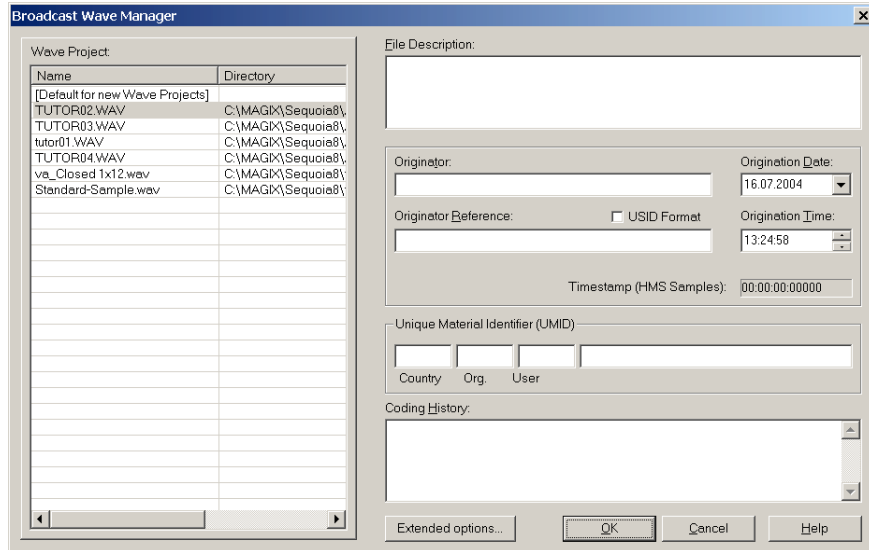 Broadcast Wave Manager
Wave Project:
Name Directory
[Default for new Wave Projects]
TUTOR02.WAV C:\MAGIX\Sequoia8\
TUTOR03.WAV C:\MAGIX\Sequoia8\
tutor01.WAV C:\MAGIX\Sequoia8\
TUTOR04.WAV C:\MAGIX\Sequoia8\
va_Closed 1x12.wav C:\MAGIX\Sequoia8\
Standard-Sample.wav C:\MAGIX\Sequoia8\
File Description:
Originator: Origination Date:
16.07.2004
Originator Reference: USID Format Origination Time:
13:24:58
Timestamp (HMS Samples): 00:00:00:00000
Unique Material Identifier (UMID)
Country Org. User
Coding History:
Extended options... OK Cancel Help